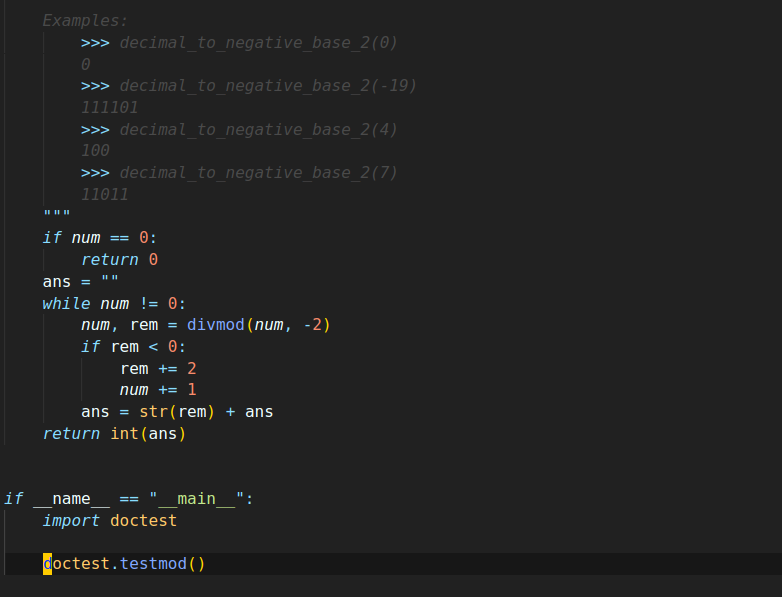 Examples:
        >>> decimal_to_negative_base_2(0)
        0
        >>> decimal_to_negative_base_2(-19)
        111101
        >>> decimal_to_negative_base_2(4)
        100
        >>> decimal_to_negative_base_2(7)
        11011
    """
    if num == 0:
        return 0
    ans = ""
    while num != 0:
        num, rem = divmod(num, -2)
        if rem < 0:
            rem += 2
            num += 1
        ans = str(rem) + ans
    return int(ans)
if __name__ == "__main__":
    import doctest
    doctest.testmod()